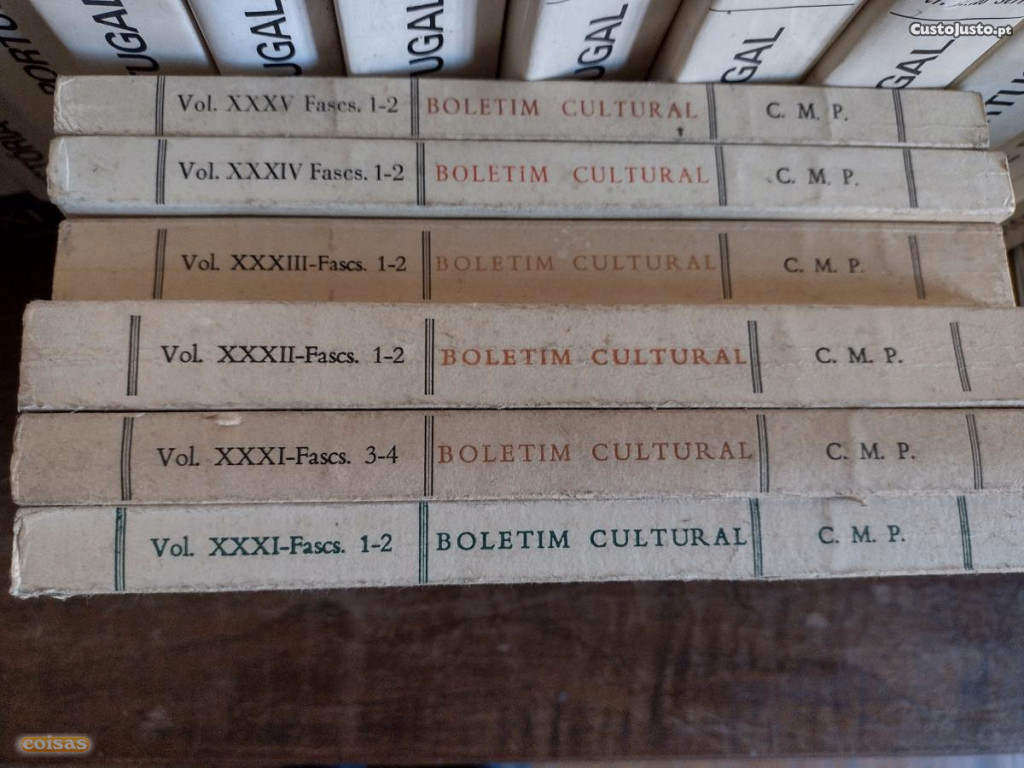 CustoJusto.pt
PORTUGAL
UGAL
UGAL
UGAL
UGAL
GAL
GAL
Vol. XXXV Fascs. 1-2 BOLETIM CULTURAL C. M. P.
Vol. XXXIV Fascs. 1-2 BOLETIM CULTURAL C. M. P.
Vol. XXXIII-Fascs. 1-2 BOLETIM CULTURAL C. M. P.
Vol. XXXII-Fascs. 1-2 BOLETIM CULTURAL C. M. P.
Vol. XXXI-Fascs. 3-4 BOLETIM CULTURAL C. M. P.
Vol. XXXI-Fascs. 1-2 BOLETIM CULTURAL C. M. P.
coisas